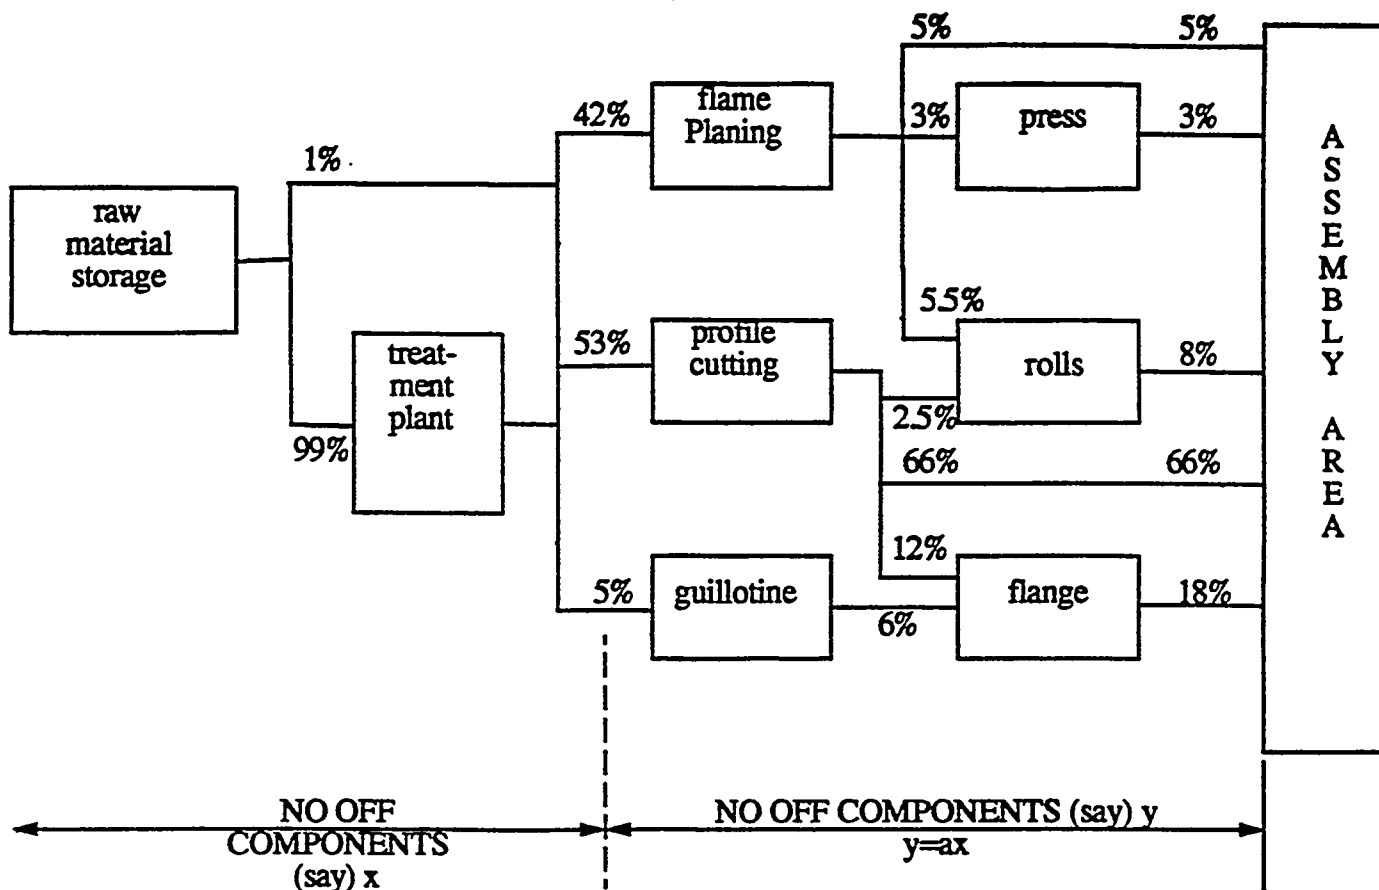 5%
5%
flame
Planing
42%
3%
press
3%
1%
raw
material
storage
5.5%
treat-
ment
plant
53%
profile
cutting
rolls
8%
2.5%
99%
66%
66%
12%
5%
guillotine
6%
flange
18%
ASSEMBLY AREA
NO OFF
COMPONENTS
(say) x
NO OFF COMPONENTS (say) y
y=ax